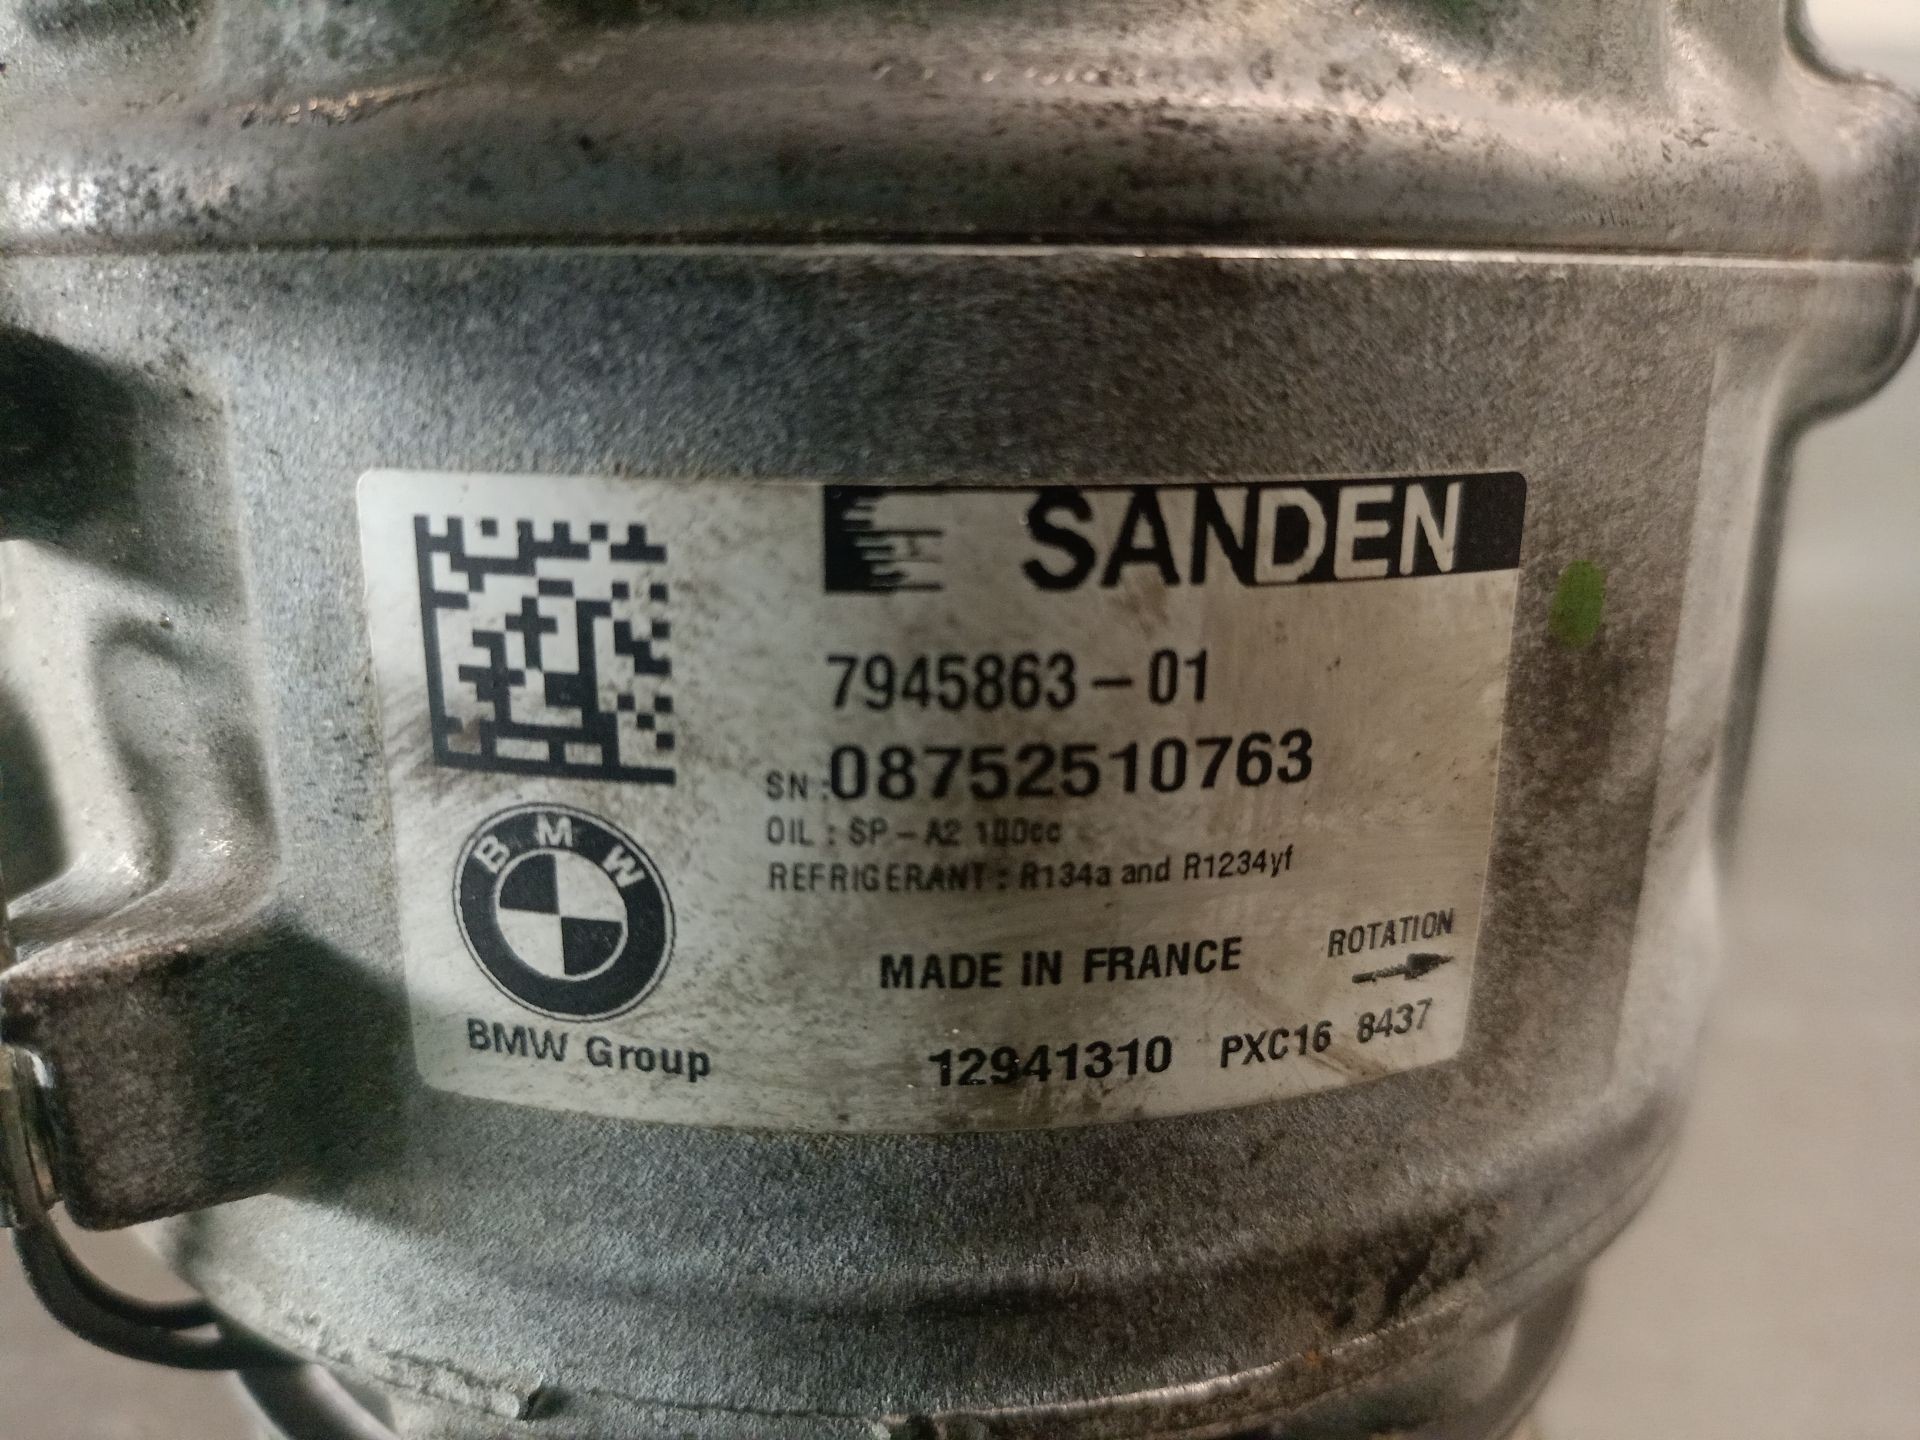 SANDEN
7945863-01
SN:08752510763
OIL : SP-A2 100cc
REFRIGERANT : R134a and R1234yf
BMW
BMW Group
MADE IN FRANCE
ROTATION
12941310 PXC16 8437